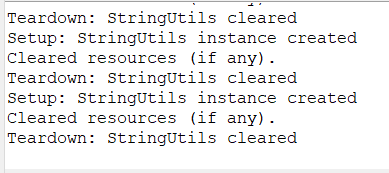 Teardown: StringUtils cleared
Setup: StringUtils instance created
Cleared resources (if any).
Teardown: StringUtils cleared
Setup: StringUtils instance created
Cleared resources (if any).
Teardown: StringUtils cleared